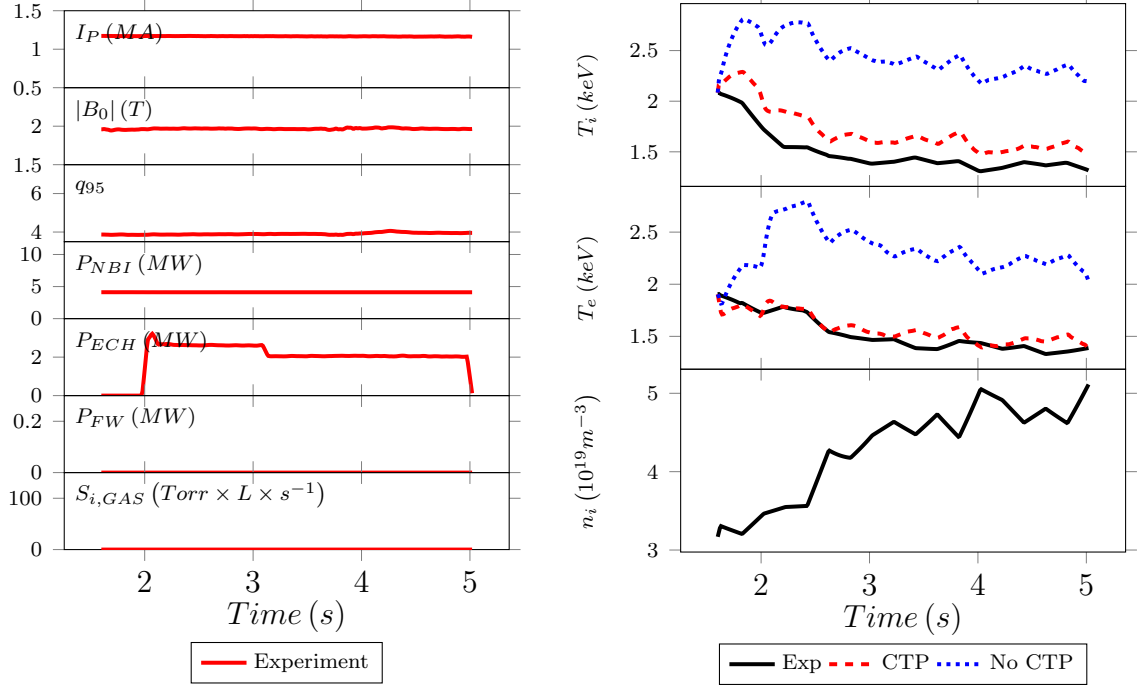 I_P (MA)
1.5
1
0.5
|B_0| (T)
2
1.5
q_95
6
4
P_NBI (MW)
10
5
0
P_ECH (MW)
2
0
P_FW (MW)
0.2
0
S_i,GAS (Torr × L × s^−1)
100
0
2 3 4 5
Time (s)
Experiment
T_i (keV)
2.5
2
1.5
T_e (keV)
2.5
2
1.5
n_i (10^19 m^−3)
5
4
3
2 3 4 5
Time (s)
Exp CTP No CTP